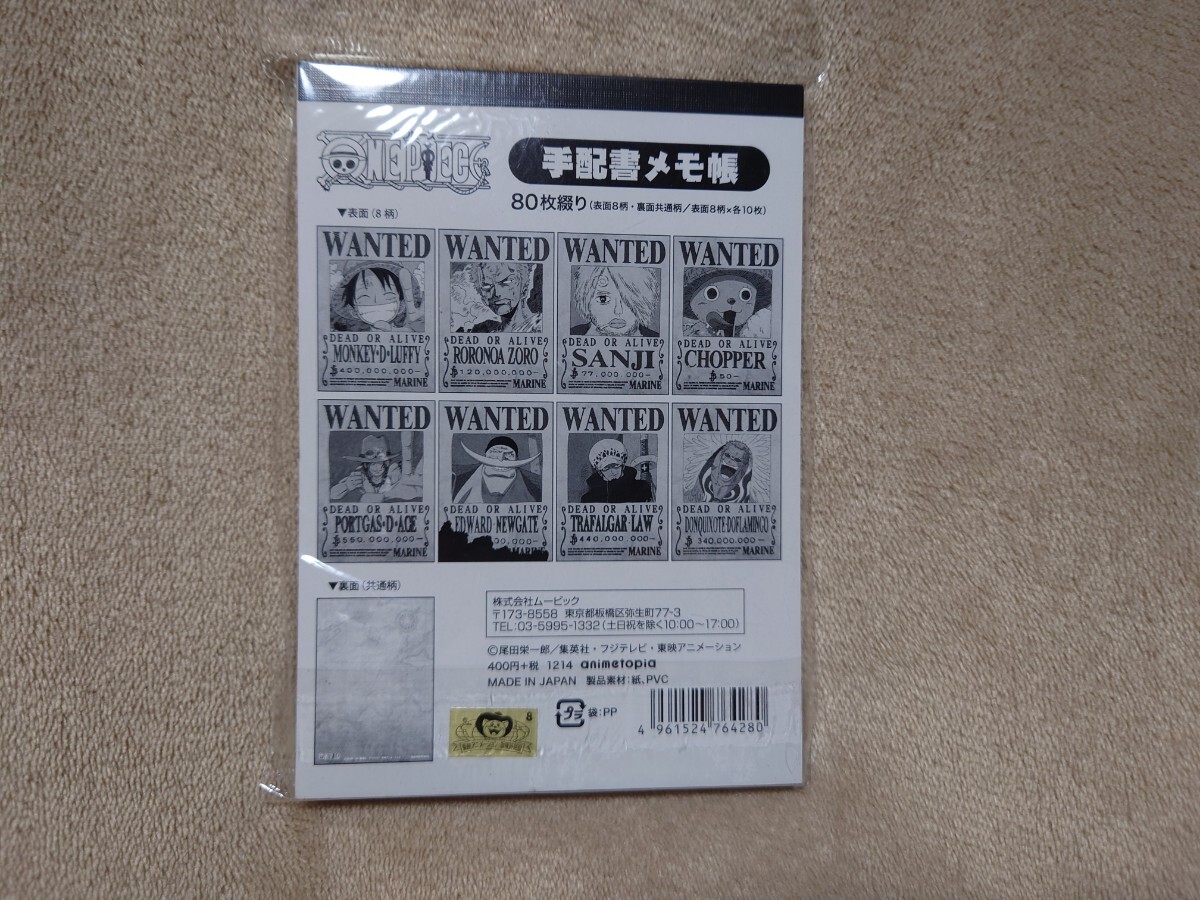 ONE PIECE
手配書メモ帳
80枚綴り(表面8柄・裏面共通柄/表面8柄×各10枚)
▼表面(8柄)
WANTED WANTED WANTED WANTED
DEAD OR ALIVE DEAD OR ALIVE DEAD OR ALIVE DEAD OR ALIVE
MONKEY・D・LUFFY RORONOA ZORO SANJI CHOPPER
400,000,000- 120,000,000- 77,000,000- 50-
MARINE MARINE MARINE MARINE
WANTED WANTED WANTED WANTED
DEAD OR ALIVE DEAD OR ALIVE DEAD OR ALIVE DEAD OR ALIVE
PORTGAS・D・ACE EDWARD・NEWGATE TRAFALGAR・LAW DONQUIXOTE・DOFLAMINGO
550,000,000- 00,000- 440,000,000- 340,000,000-
MARINE MARINE MARINE MARINE
▼裏面(共通柄)
株式会社ムービック
〒173-8558 東京都板橋区弥生町77-3
TEL:03-5995-1332(土日祝を除く10:00〜17:00)
©尾田栄一郎/集英社・フジテレビ・東映アニメーション
400円+税 1214 animetopia
MADE IN JAPAN 製品素材:紙、PVC
8
プラ 袋:PP
4 961524 764280